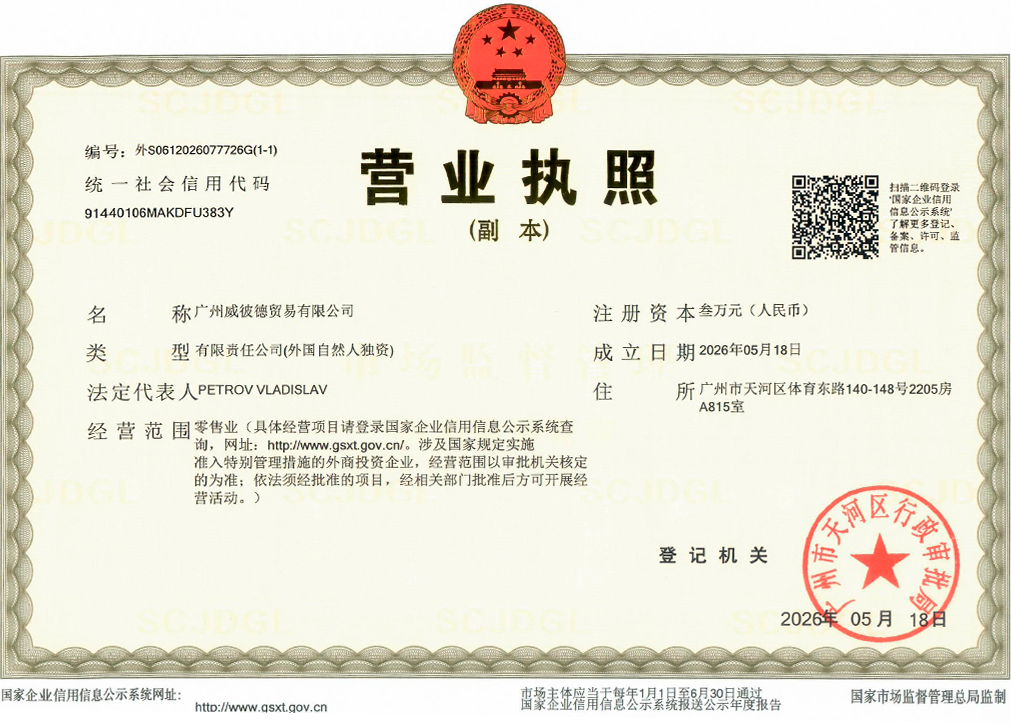 编号：外S0612026077726G(1-1)
统一社会信用代码
91440106MAKDFU383Y
营业执照
(副 本)
扫描二维码登录
‘国家企业信用
信息公示系统’
了解更多登记、
备案、许可、监
管信息。
名 称 广州威彼德贸易有限公司
类 型 有限责任公司(外国自然人独资)
法定代表人 PETROV VLADISLAV
经营范围 零售业（具体经营项目请登录国家企业信用信息公示系统查
询，网址：http://www.gsxt.gov.cn/。涉及国家规定实施
准入特别管理措施的外商投资企业，经营范围以审批机关核定
的为准；依法须经批准的项目，经相关部门批准后方可开展经
营活动。）
注册资本 叁万元（人民币）
成立日期 2026年05月18日
住 所 广州市天河区体育东路140-148号2205房
A815室
登记机关
广州市天河区行政审批局
2026年 05月 18日
国家企业信用信息公示系统网址：
http://www.gsxt.gov.cn
市场主体应当于每年1月1日至6月30日通过
国家企业信用信息公示系统报送公示年度报告
国家市场监督管理总局监制
SCJDGL